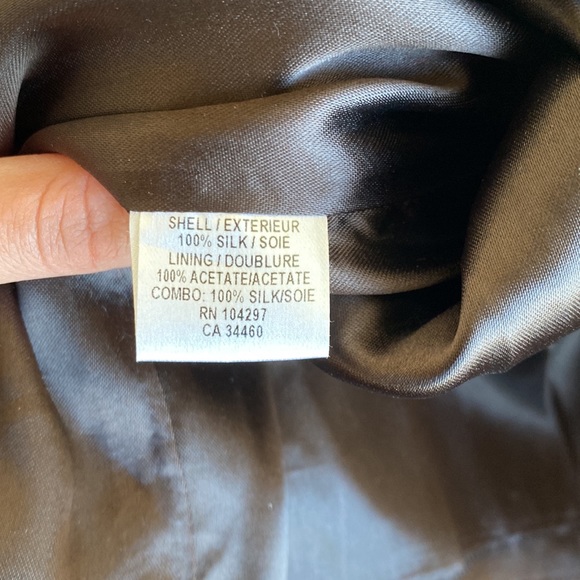 SHELL / EXTERIEUR
100% SILK / SOIE
LINING / DOUBLURE
100% ACETATE/ACETATE
COMBO: 100% SILK/SOIE
RN 104297
CA 34460